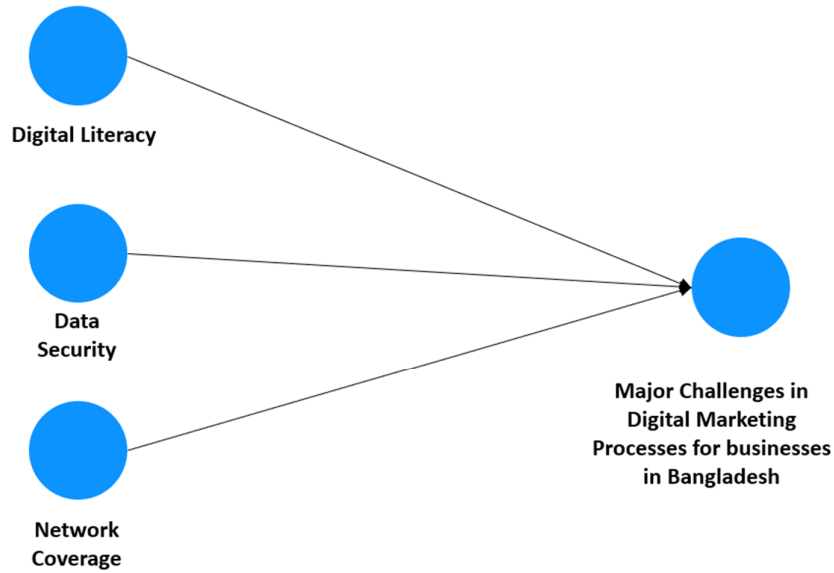 Digital Literacy
Data
Security
Network
Coverage
Major Challenges in
Digital Marketing
Processes for businesses
in Bangladesh